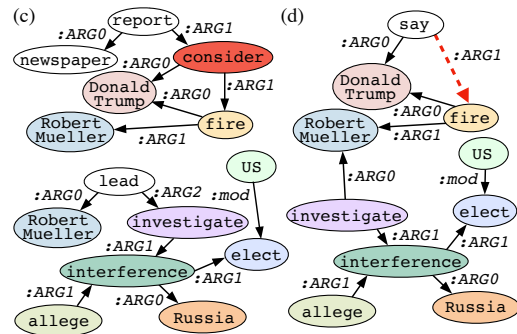 (c)
report
:ARG0
:ARG1
newspaper
consider
:ARG0
Donald
Trump
:ARG1
:ARG0
Robert
Mueller
fire
:ARG1
US
lead
:ARG0
:ARG2
:mod
Robert
Mueller
investigate
:ARG1
elect
interference
:ARG1
:ARG0
:ARG1
allege
Russia
(d)
say
:ARG0
:ARG1
Donald
Trump
:ARG0
Robert
Mueller
fire
:ARG1
US
:ARG0
:mod
investigate
elect
:ARG1
:ARG1
interference
:ARG0
:ARG1
allege
Russia